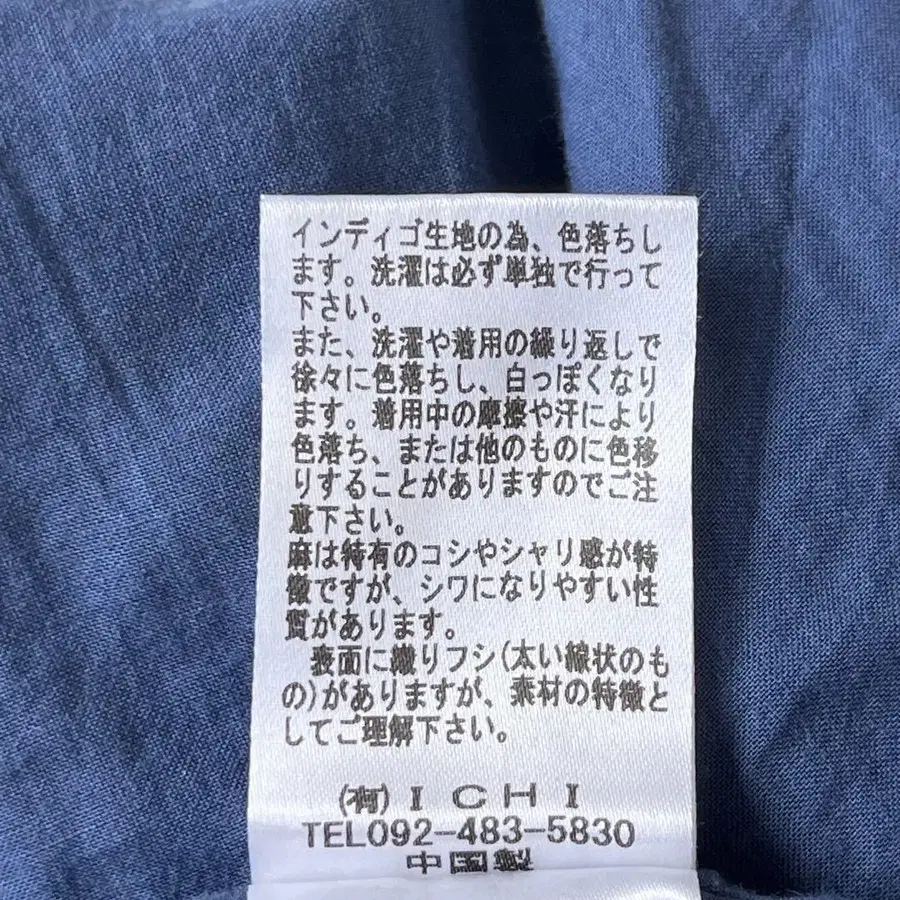 インディゴ生地の為、色落ちし
ます。洗濯は必ず単独で行って
下さい。
また、洗濯や着用の繰り返しで
徐々に色落ちし、白っぽくなり
ます。着用中の摩擦や汗により
色落ち、または他のものに色移
りすることがありますのでご注
意下さい。
麻は特有のコシやシャリ感が特
徴ですが、シワになりやすい性
質があります。
　表面に織りフシ(太い線状のも
の)がありますが、素材の特徴と
してご理解下さい。
(有)ICHI
TEL092-483-5830
中国製